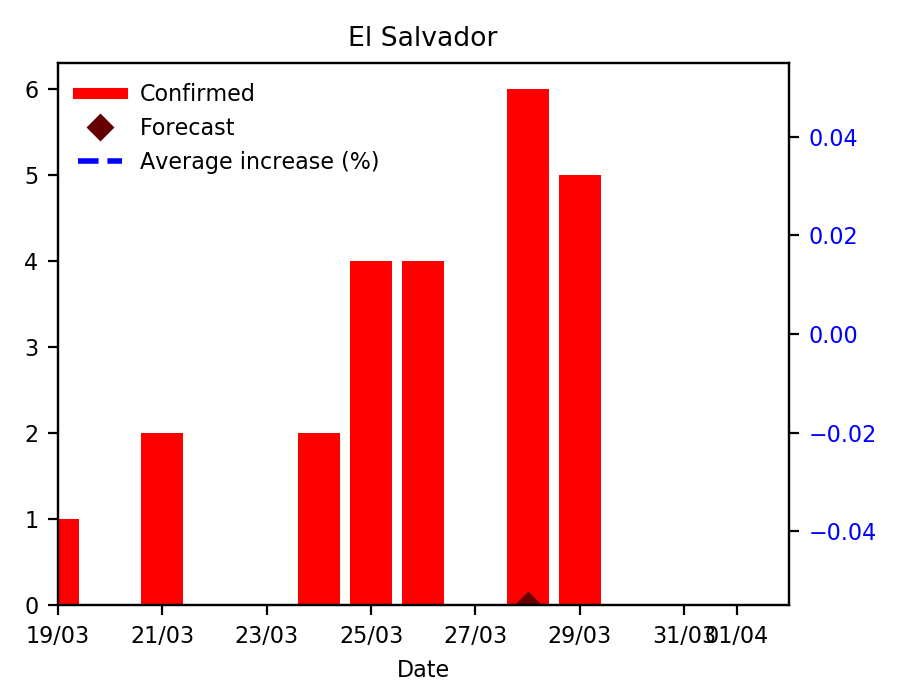 El Salvador
Confirmed
Forecast
Average increase (%)
6
5
4
3
2
1
0
0.04
0.02
0.00
−0.02
−0.04
19/03 21/03 23/03 25/03 27/03 29/03 31/03 01/04
Date